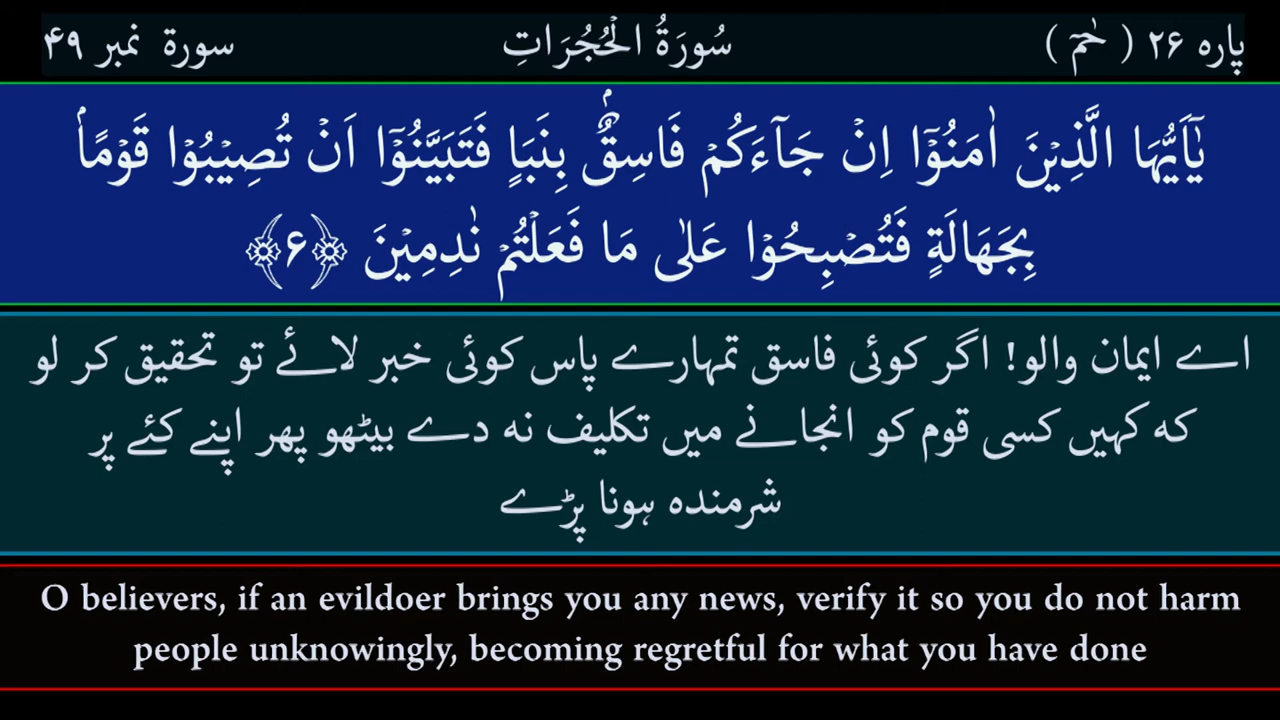 پارہ ۲۶ ( حٰمٓ ) سُورَةُ الْحُجُرَاتِ سورۃ نمبر ۴۹
یٰۤاَیُّهَا الَّذِیْنَ اٰمَنُوْۤا اِنْ جَآءَكُمْ فَاسِقٌۢ بِنَبَاٍ فَتَبَیَّنُوْۤا اَنْ تُصِیْبُوْا قَوْمًۢا
بِجَهَالَةٍ فَتُصْبِحُوْا عَلٰی مَا فَعَلْتُمْ نٰدِمِیْنَ ﴿۶﴾
اے ایمان والو! اگر کوئی فاسق تمہارے پاس کوئی خبر لائے تو تحقیق کر لو
کہ کہیں کسی قوم کو انجانے میں تکلیف نہ دے بیٹھو پھر اپنے کئے پر
شرمندہ ہونا پڑے
O believers, if an evildoer brings you any news, verify it so you do not harm
people unknowingly, becoming regretful for what you have done